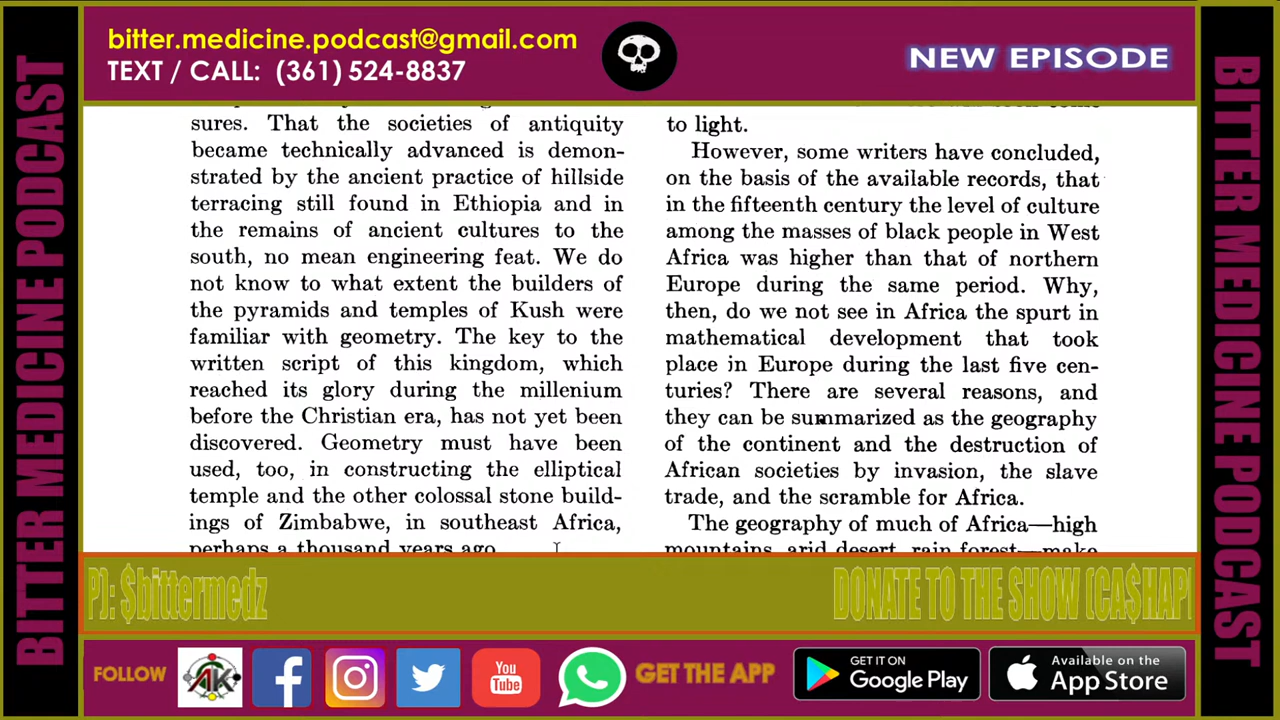 bitter.medicine.podcast@gmail.com
TEXT / CALL: (361) 524-8837
NEW EPISODE
BITTER MEDICINE PODCAST
sures. That the societies of antiquity
became technically advanced is demon-
strated by the ancient practice of hillside
terracing still found in Ethiopia and in
the remains of ancient cultures to the
south, no mean engineering feat. We do
not know to what extent the builders of
the pyramids and temples of Kush were
familiar with geometry. The key to the
written script of this kingdom, which
reached its glory during the millenium
before the Christian era, has not yet been
discovered. Geometry must have been
used, too, in constructing the elliptical
temple and the other colossal stone build-
ings of Zimbabwe, in southeast Africa,
perhaps a thousand years ago.
to light.
However, some writers have concluded,
on the basis of the available records, that
in the fifteenth century the level of culture
among the masses of black people in West
Africa was higher than that of northern
Europe during the same period. Why,
then, do we not see in Africa the spurt in
mathematical development that took
place in Europe during the last five cen-
turies? There are several reasons, and
they can be summarized as the geography
of the continent and the destruction of
African societies by invasion, the slave
trade, and the scramble for Africa.
The geography of much of Africa—high
mountains, arid desert, rain forest—make
BITTER MEDICINE PODCAST
P): $bittermedz
DONATE TO THE SHOW (CA$HAP
FOLLOW
ATK
You
Tube
GET THE APP
GET IT ON
Google Play
Available on the
App Store